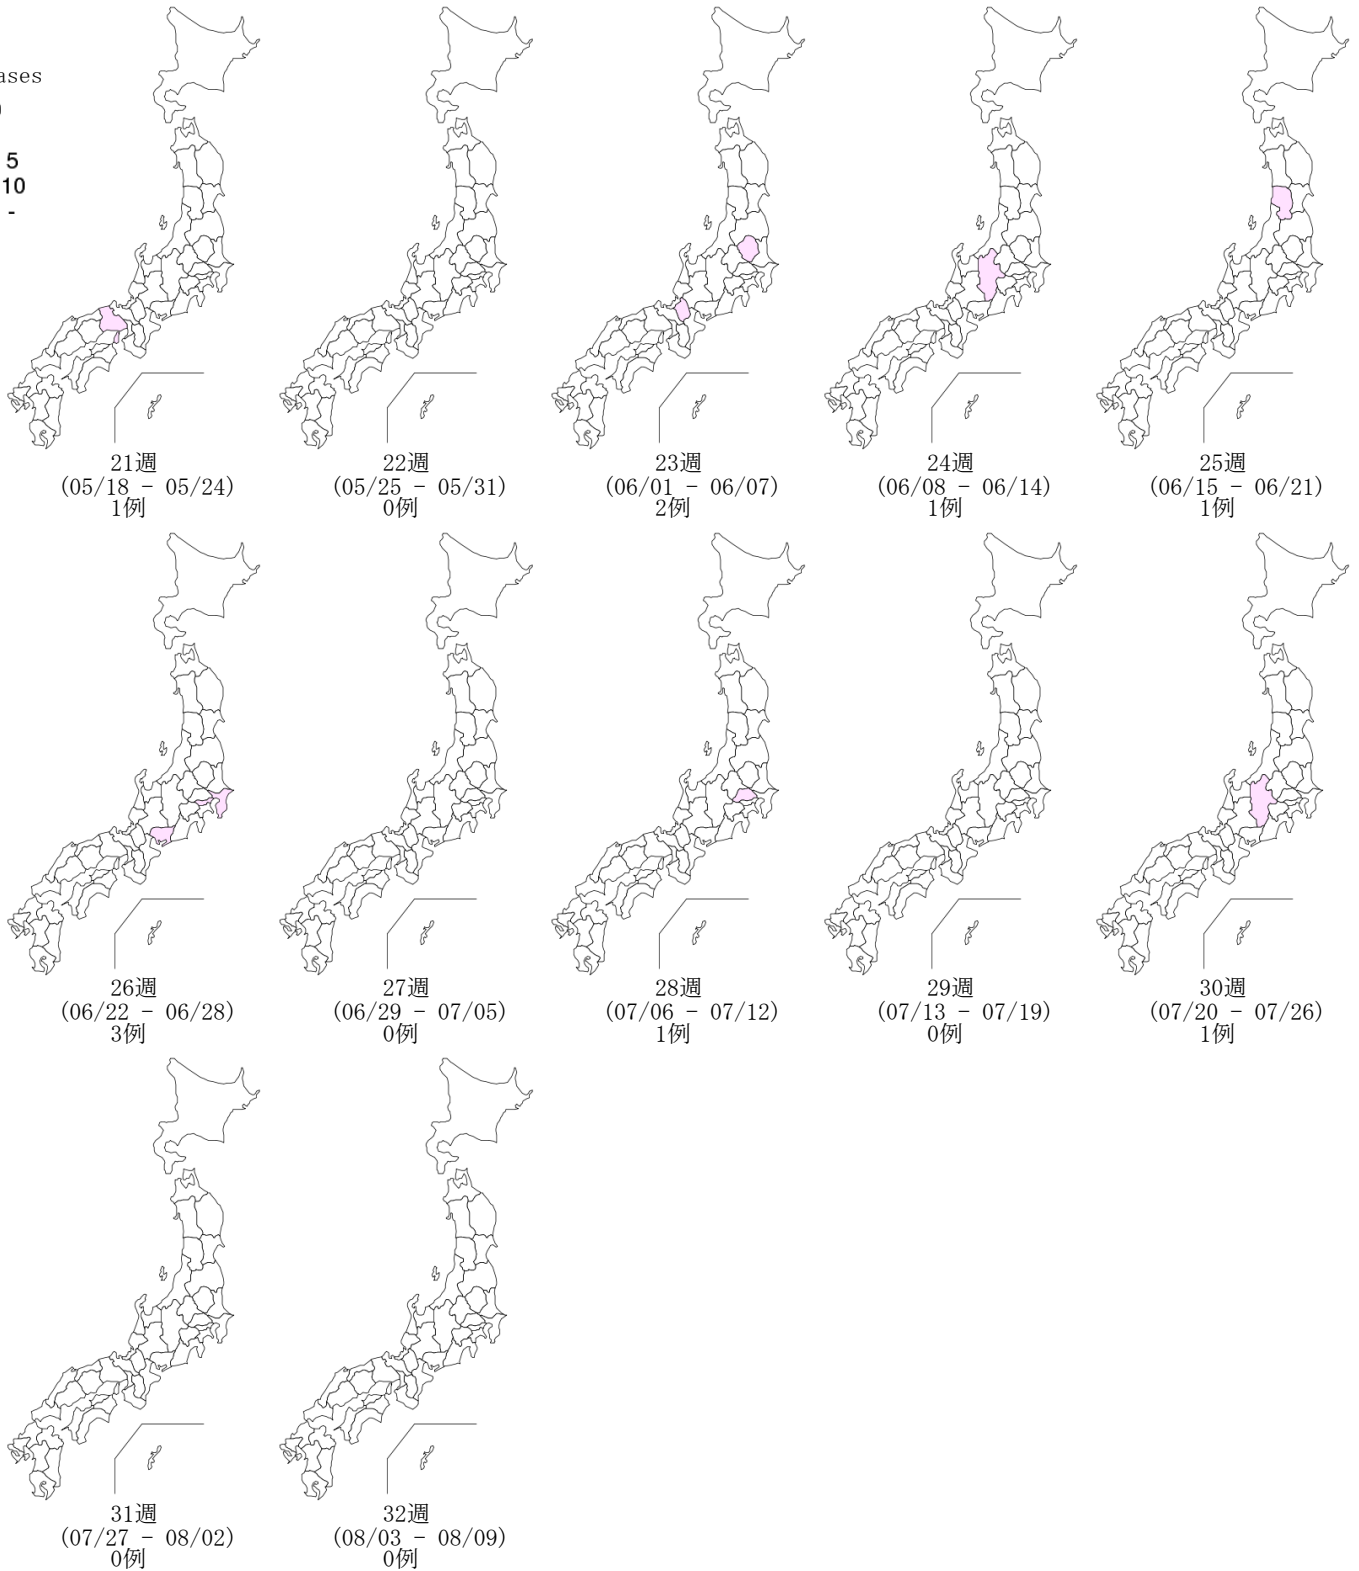 ases
5
10
-
21週
(05/18 - 05/24)
1例
22週
(05/25 - 05/31)
0例
23週
(06/01 - 06/07)
2例
24週
(06/08 - 06/14)
1例
25週
(06/15 - 06/21)
1例
26週
(06/22 - 06/28)
3例
27週
(06/29 - 07/05)
0例
28週
(07/06 - 07/12)
1例
29週
(07/13 - 07/19)
0例
30週
(07/20 - 07/26)
1例
31週
(07/27 - 08/02)
0例
32週
(08/03 - 08/09)
0例